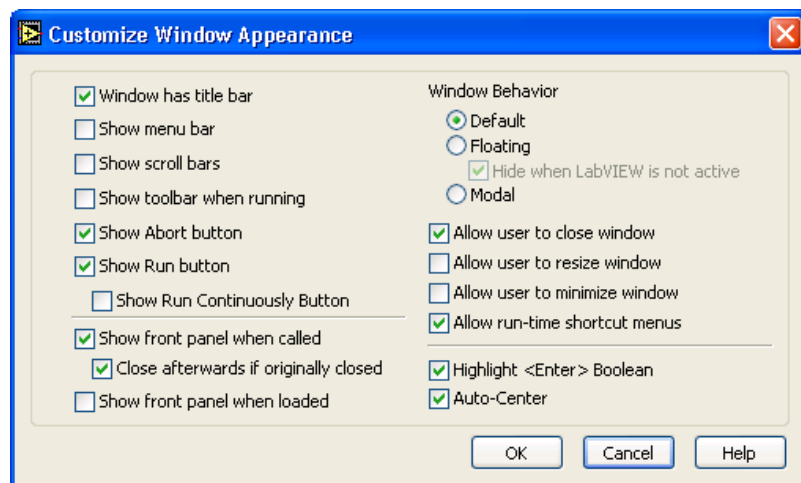 Customize Window Appearance
Window has title bar
Show menu bar
Show scroll bars
Show toolbar when running
Show Abort button
Show Run button
Show Run Continuously Button
Show front panel when called
Close afterwards if originally closed
Show front panel when loaded
Window Behavior
Default
Floating
Hide when LabVIEW is not active
Modal
Allow user to close window
Allow user to resize window
Allow user to minimize window
Allow run-time shortcut menus
Highlight <Enter> Boolean
Auto-Center
OK
Cancel
Help